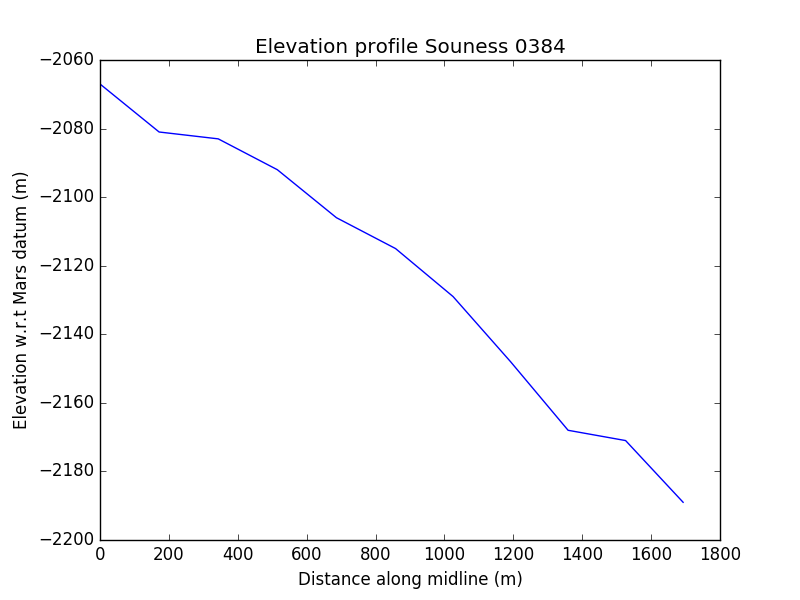 Elevation profile Souness 0384
−2060
−2080
−2100
−2120
−2140
−2160
−2180
−2200
Elevation w.r.t Mars datum (m)
0 200 400 600 800 1000 1200 1400 1600 1800
Distance along midline (m)